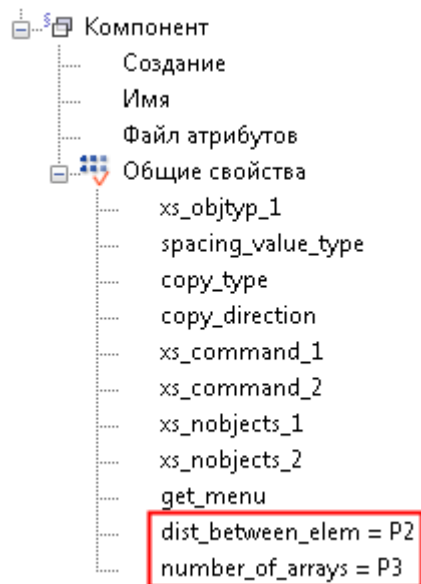 Компонент
Создание
Имя
Файл атрибутов
Общие свойства
xs_objtyp_1
spacing_value_type
copy_type
copy_direction
xs_command_1
xs_command_2
xs_nobjects_1
xs_nobjects_2
get_menu
dist_between_elem = P2
number_of_arrays = P3